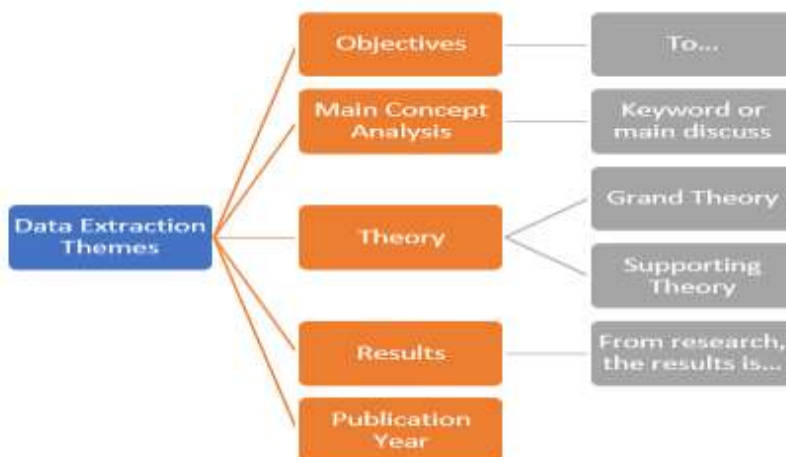 Objectives
To...
Main Concept
Analysis
Keyword or
main discuss
Data Extraction
Themes
Theory
Grand Theory
Supporting
Theory
Results
From research,
the results is...
Publication
Year